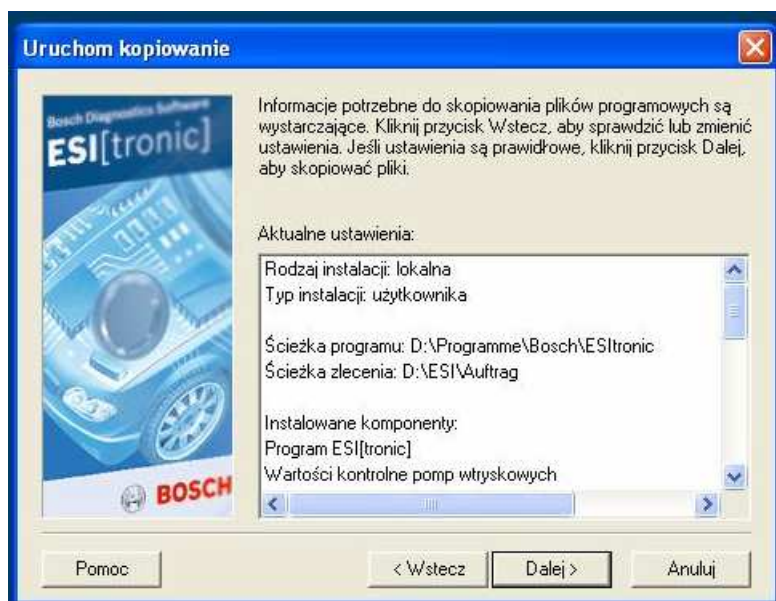 Uruchom kopiowanie
Bosch Diagnostics Software
ESI[tronic]
BOSCH
Informacje potrzebne do skopiowania plików programowych są
wystarczające. Kliknij przycisk Wstecz, aby sprawdzić lub zmienić
ustawienia. Jeśli ustawienia są prawidłowe, kliknij przycisk Dalej,
aby skopiować pliki.
Aktualne ustawienia:
Rodzaj instalacji: lokalna
Typ instalacji: użytkownika
Ścieżka programu: D:\Programme\Bosch\ESItronic
Ścieżka zlecenia: D:\ESI\Auftrag
Instalowane komponenty:
Program ESI[tronic]
Wartości kontrolne pomp wtryskowych
Pomoc
< Wstecz
Dalej >
Anuluj